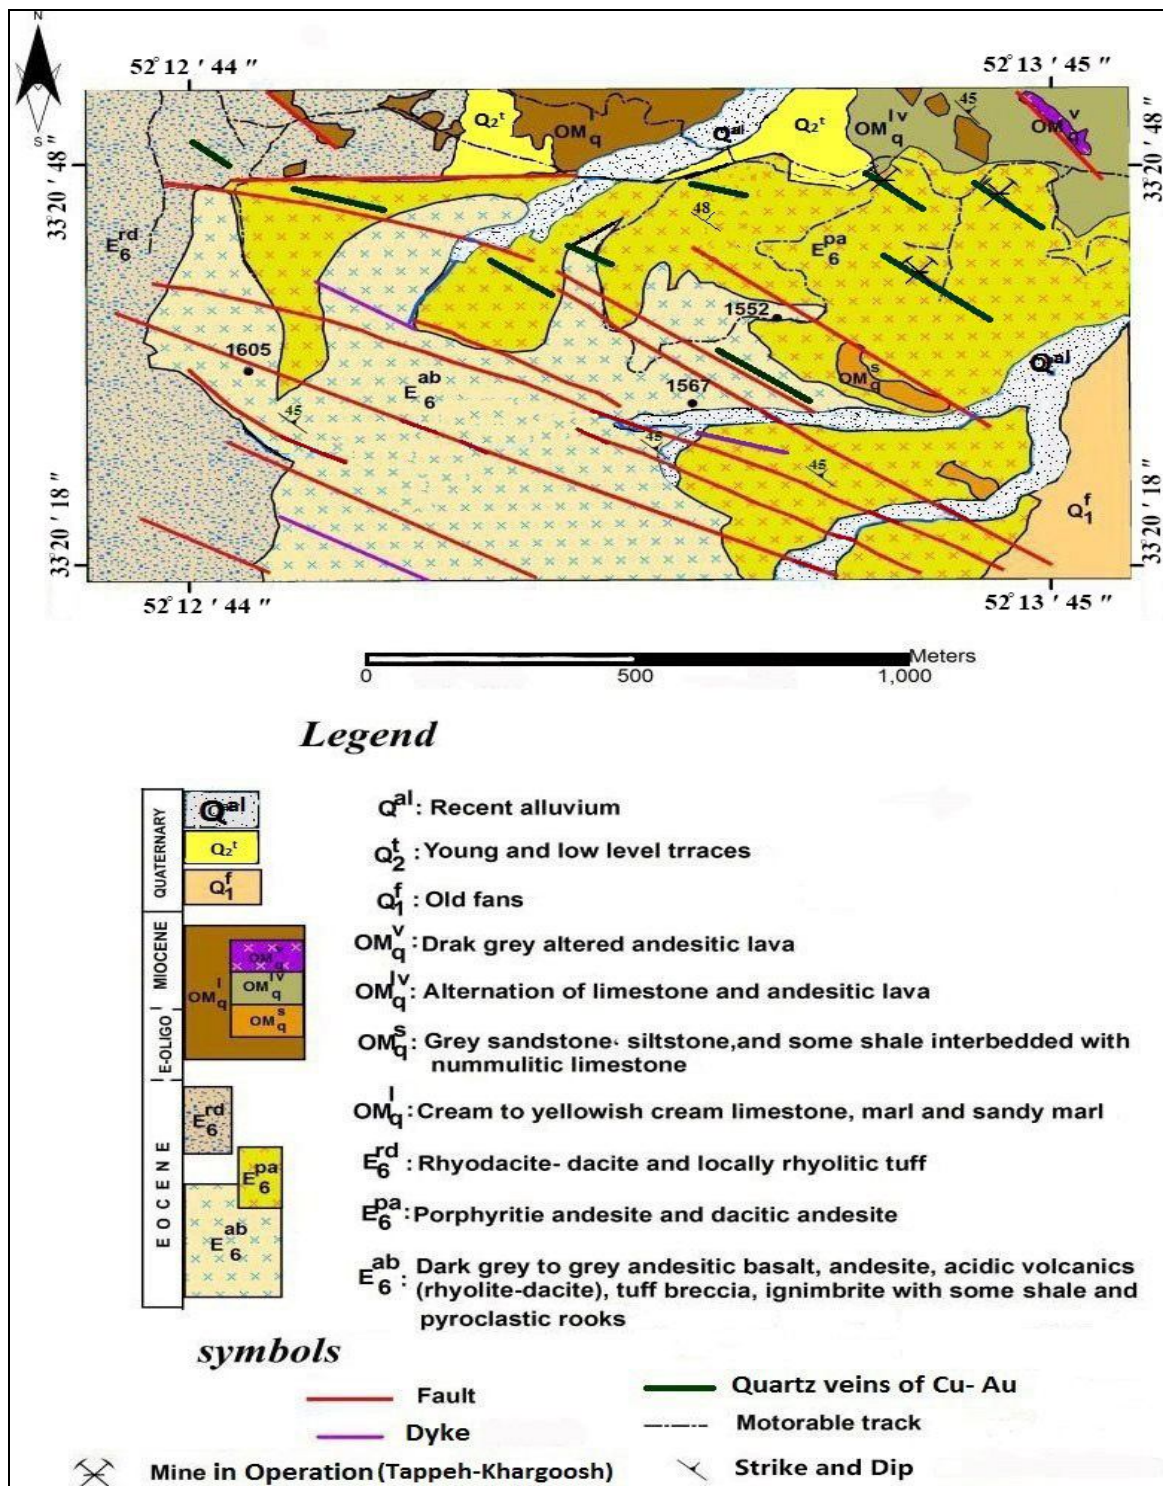 N
S
52° 12 ' 44 "
52° 13 ' 45 "
33° 20 ' 48 "
33° 20 ' 48 "
33° 20 ' 18 "
33° 20 ' 18 "
Q2t
OMql
Qal
Q2t
OMqlv
45
OMqv
E6rd
48
E6pa
1552
1605
E6ab
1567
OMqs
Qal
45
45
45
Q1f
52° 12 ' 44 "
52° 13 ' 45 "
Meters
0 500 1,000
Legend
QUATERNARY
MIOCENE
E-OLIGO
EOCENE
Qal
Q2t
Q1f
OMqv
OMql
OMqlv
OMqs
E6rd
E6pa
E6ab
Qal: Recent alluvium
Q2t : Young and low level trraces
Q1f : Old fans
OMqv : Drak grey altered andesitic lava
OMqlv : Alternation of limestone and andesitic lava
OMqs : Grey sandstone، siltstone,and some shale interbedded with
nummulitic limestone
OMql : Cream to yellowish cream limestone, marl and sandy marl
E6rd : Rhyodacite- dacite and locally rhyolitic tuff
E6pa : Porphyritie andesite and dacitic andesite
E6ab : Dark grey to grey andesitic basalt, andesite, acidic volcanics
(rhyolite-dacite), tuff breccia, ignimbrite with some shale and
pyroclastic rooks
symbols
Fault
Quartz veins of Cu- Au
Dyke
Motorable track
Mine in Operation (Tappeh-Khargoosh)
Strike and Dip